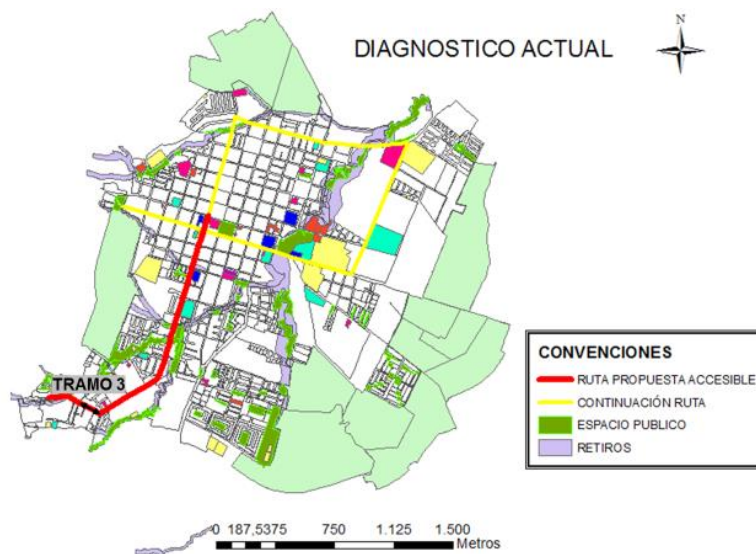 N
DIAGNOSTICO ACTUAL
TRAMO 3
CONVENCIONES
RUTA PROPUESTA ACCESIBLE
CONTINUACIÓN RUTA
ESPACIO PUBLICO
RETIROS
0 187,5375 750 1.125 1.500
Metros